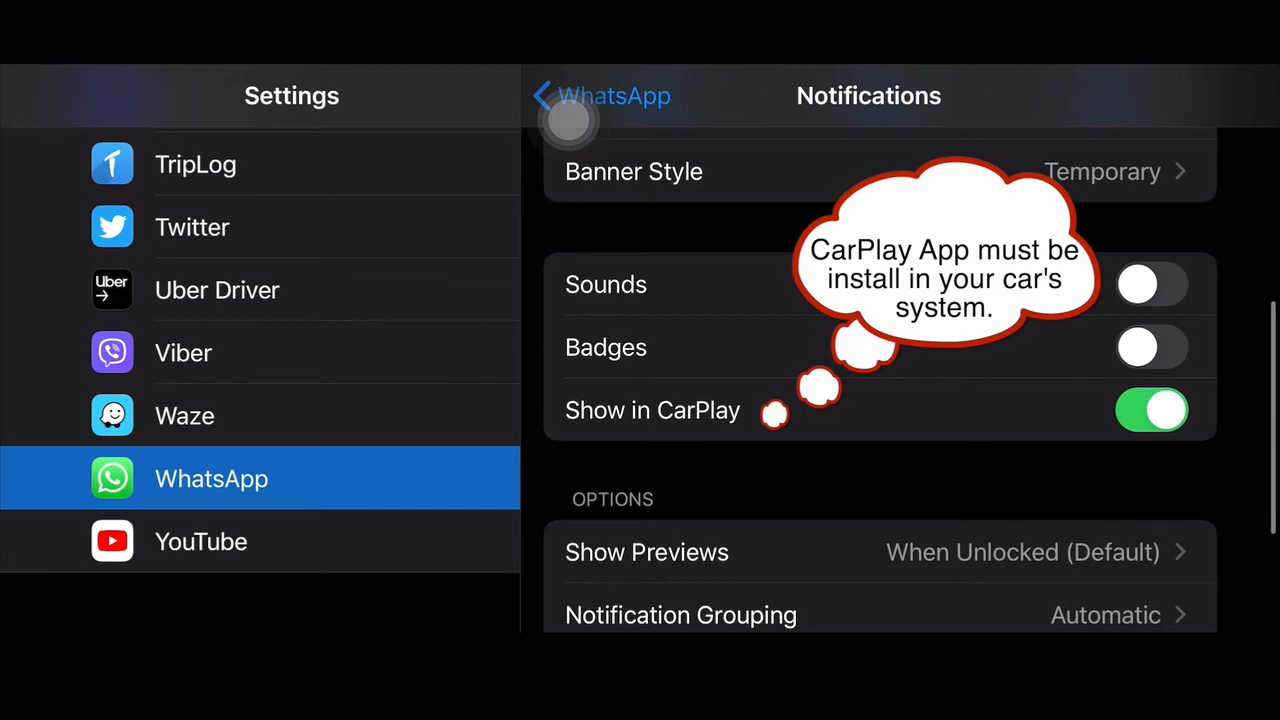 Settings
TripLog
Twitter
Uber
Uber Driver
Viber
Waze
WhatsApp
YouTube
WhatsApp
Notifications
Banner Style Temporary
CarPlay App must be
install in your car's
system.
Sounds
Badges
Show in CarPlay
OPTIONS
Show Previews When Unlocked (Default)
Notification Grouping Automatic